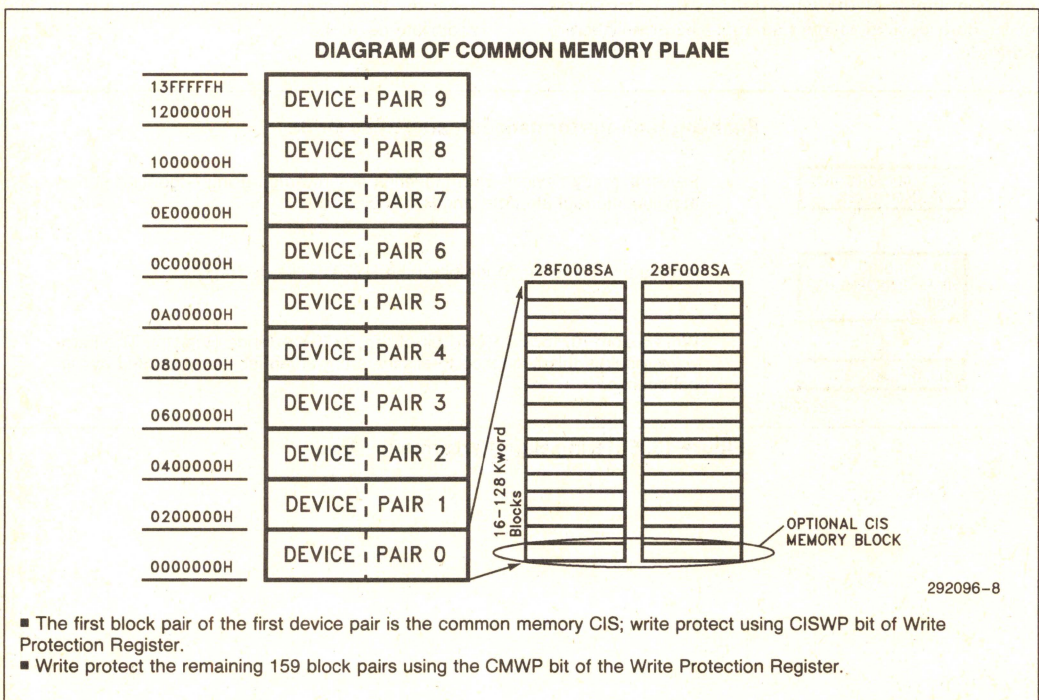 DIAGRAM OF COMMON MEMORY PLANE
13FFFFFH
1200000H
DEVICE PAIR 9
1000000H
DEVICE PAIR 8
0E00000H
DEVICE PAIR 7
0C00000H
DEVICE PAIR 6
0A00000H
DEVICE PAIR 5
0800000H
DEVICE PAIR 4
0600000H
DEVICE PAIR 3
0400000H
DEVICE PAIR 2
0200000H
DEVICE PAIR 1
0000000H
DEVICE PAIR 0
28F008SA 28F008SA
16-128 Kword
Blocks
OPTIONAL CIS
MEMORY BLOCK
292096-8
■ The first block pair of the first device pair is the common memory CIS; write protect using CISWP bit of Write
Protection Register.
■ Write protect the remaining 159 block pairs using the CMWP bit of the Write Protection Register.